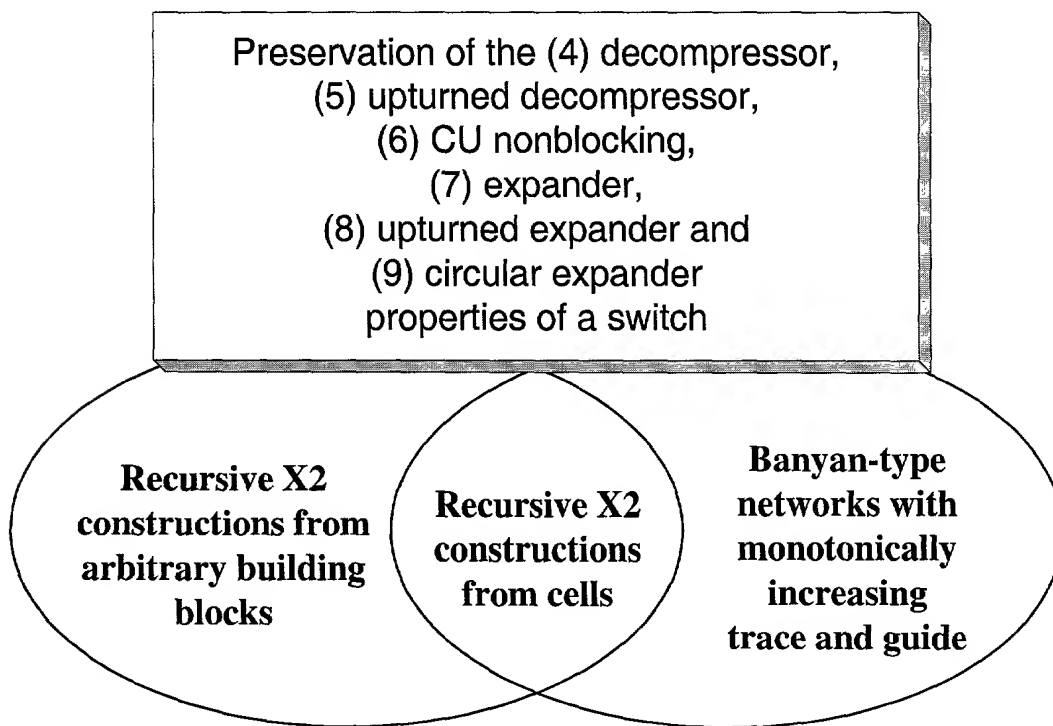 Preservation of the (4) decompressor,
(5) upturned decompressor,
(6) CU nonblocking,
(7) expander,
(8) upturned expander and
(9) circular expander
properties of a switch
Recursive X2
constructions from
arbitrary building
blocks
Recursive X2
constructions
from cells
Banyan-type
networks with
monotonically
increasing
trace and guide